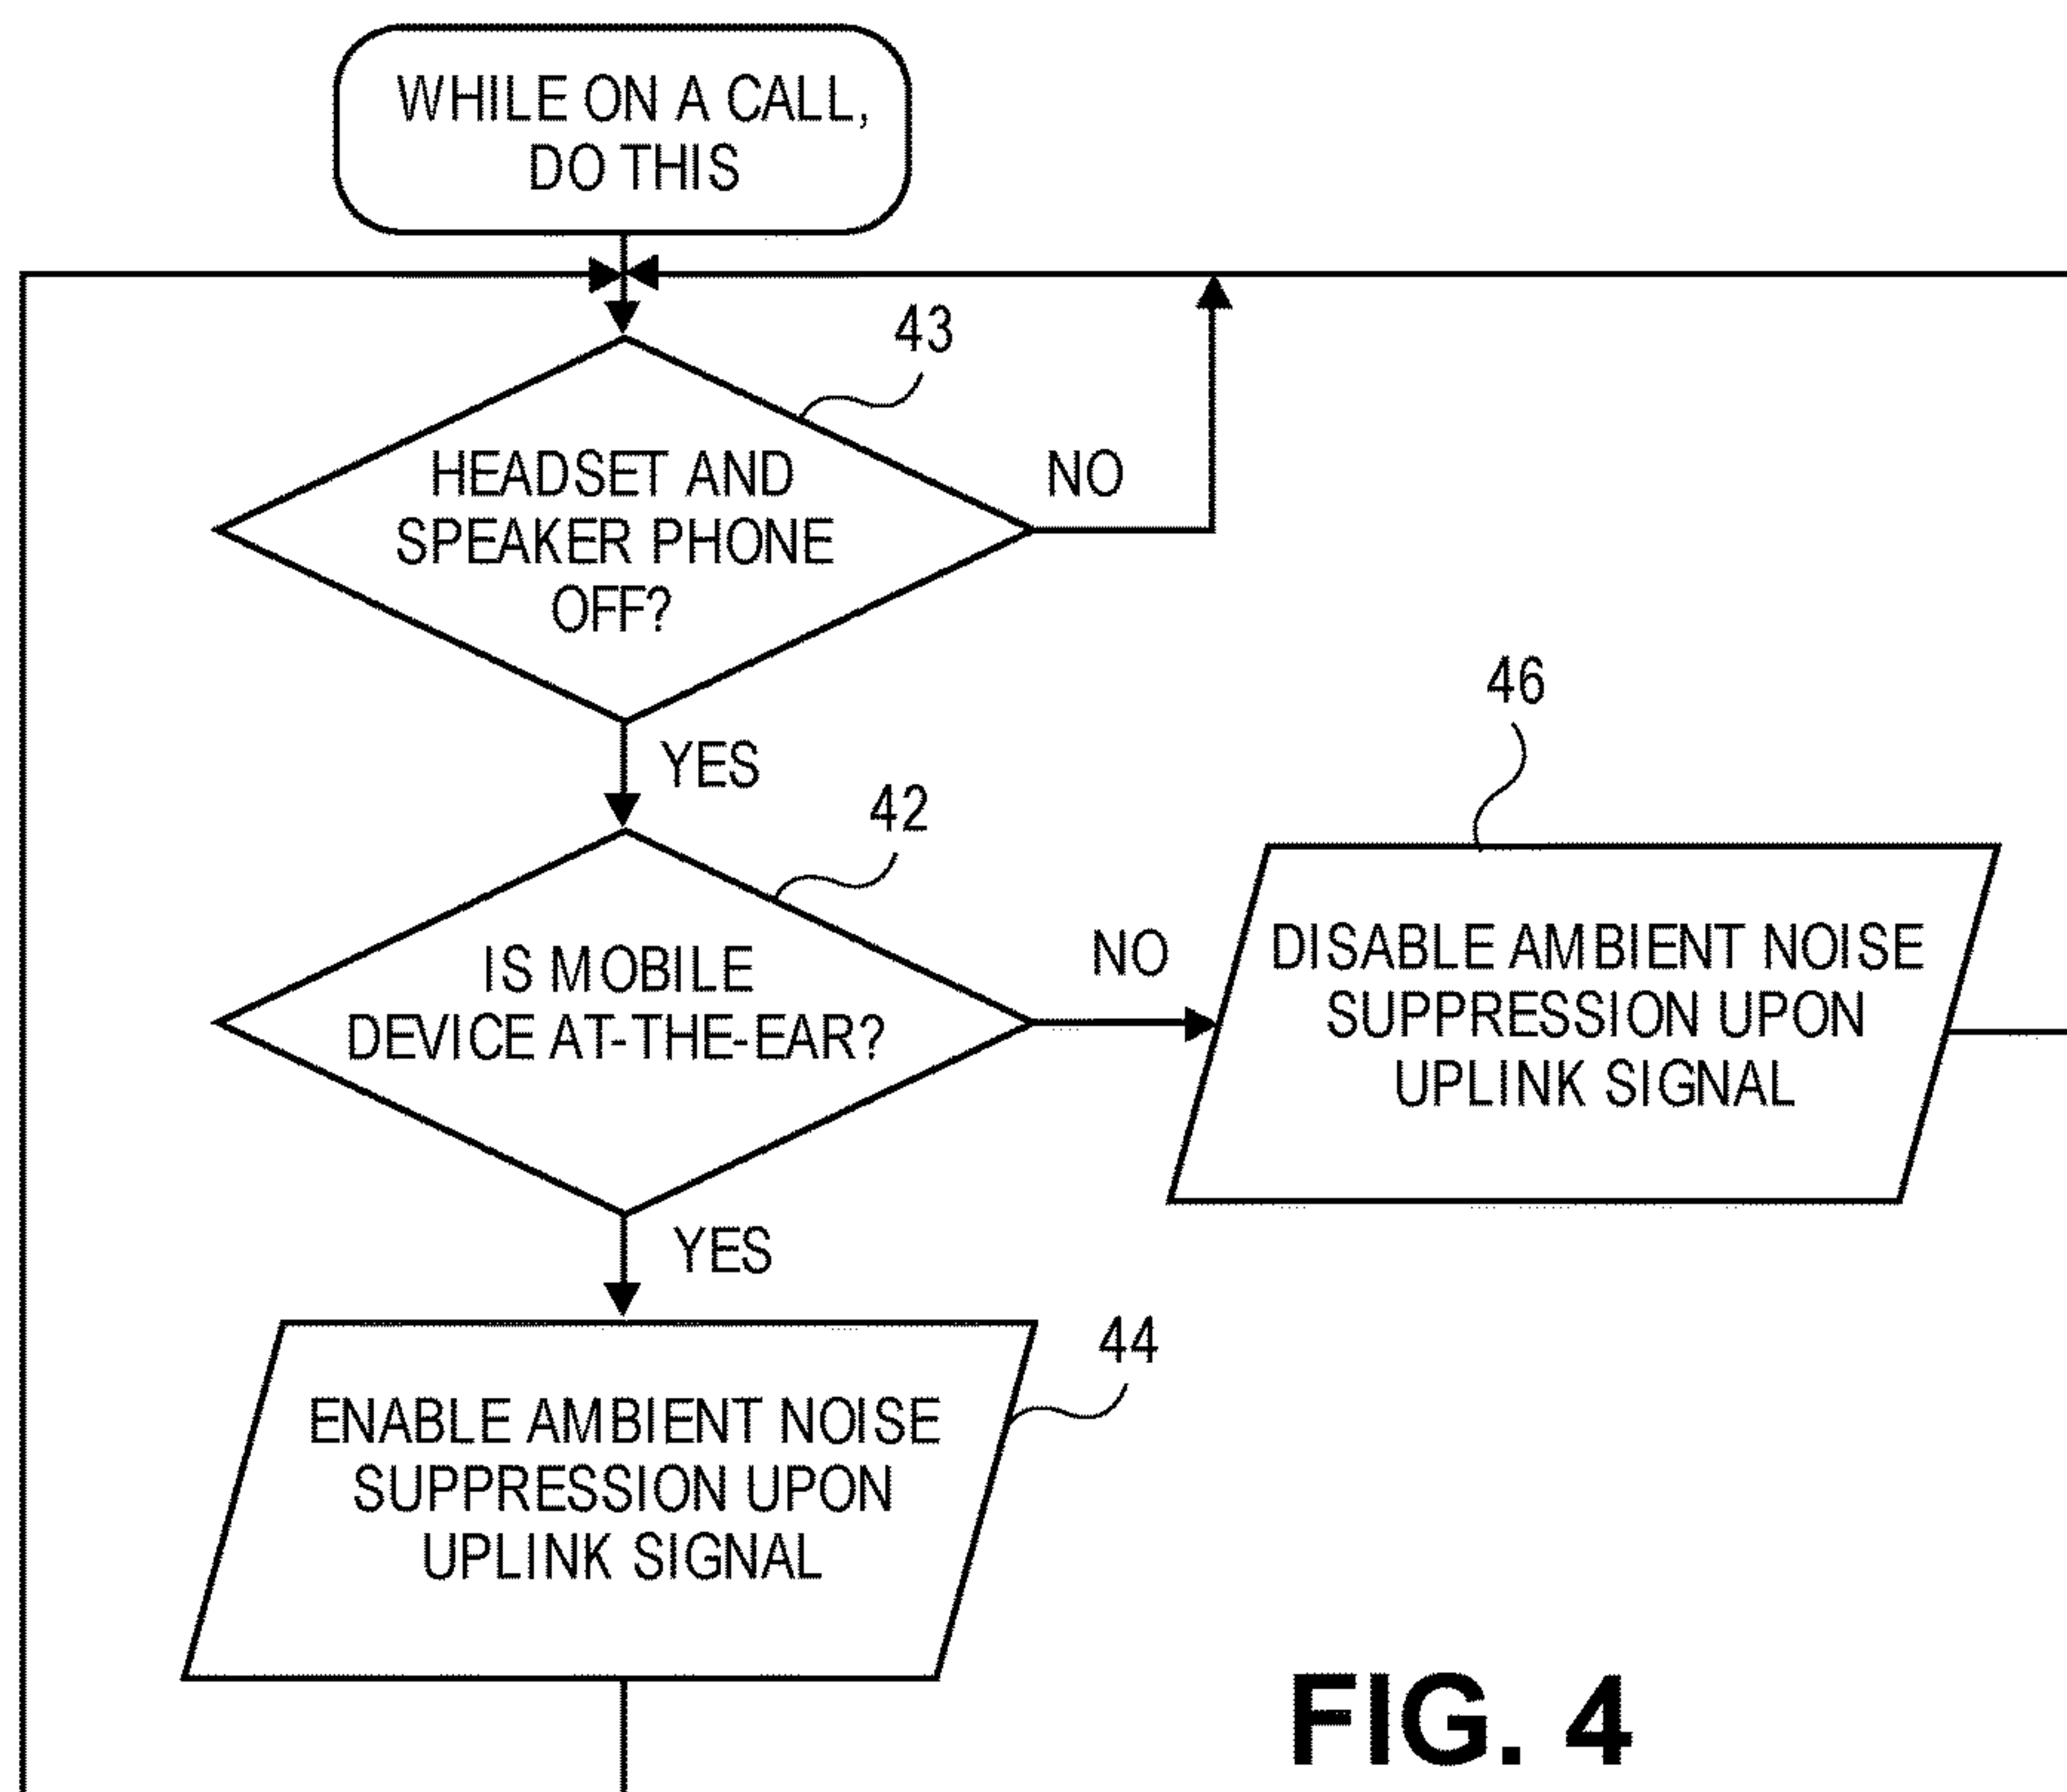 WHILE ON A CALL,
DO THIS
43
HEADSET AND
SPEAKER PHONE
OFF?
NO
YES
42
IS MOBILE
DEVICE AT-THE-EAR?
NO
46
DISABLE AMBIENT NOISE
SUPPRESSION UPON
UPLINK SIGNAL
YES
44
ENABLE AMBIENT NOISE
SUPPRESSION UPON
UPLINK SIGNAL
FIG. 4